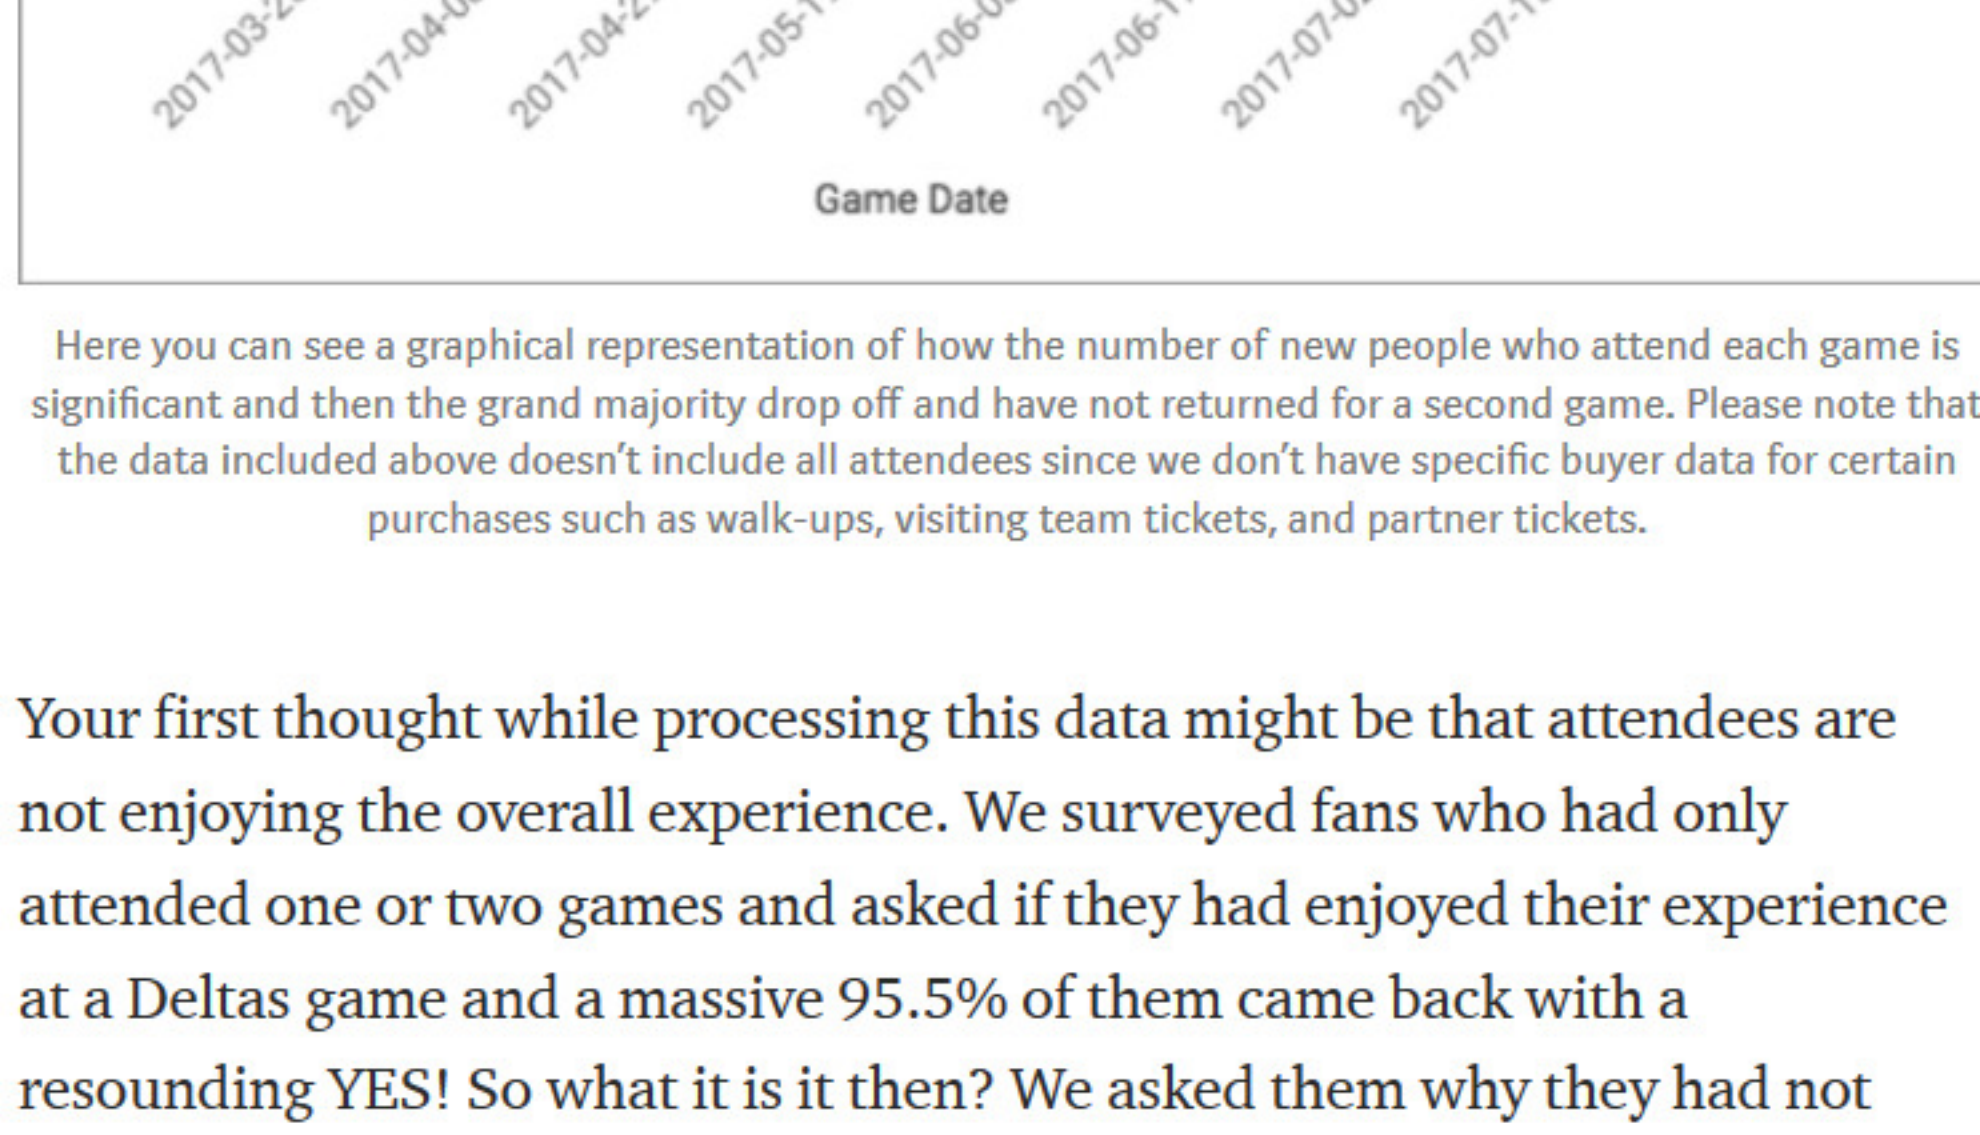 Game Date
Here you can see a graphical representation of how the number of new people who attend each game is
significant and then the grand majority drop off and have not returned for a second game. Please note that
the data included above doesn't include all attendees since we don't have specific buyer data for certain
purchases such as walk-ups, visiting team tickets, and partner tickets.
Your first thought while processing this data might be that attendees are
not enjoying the overall experience. We surveyed fans who had only
attended one or two games and asked if they had enjoyed their experience
at a Deltas game and a massive 95.5% of them came back with a
resounding YES! So what it is it then? We asked them why they had not